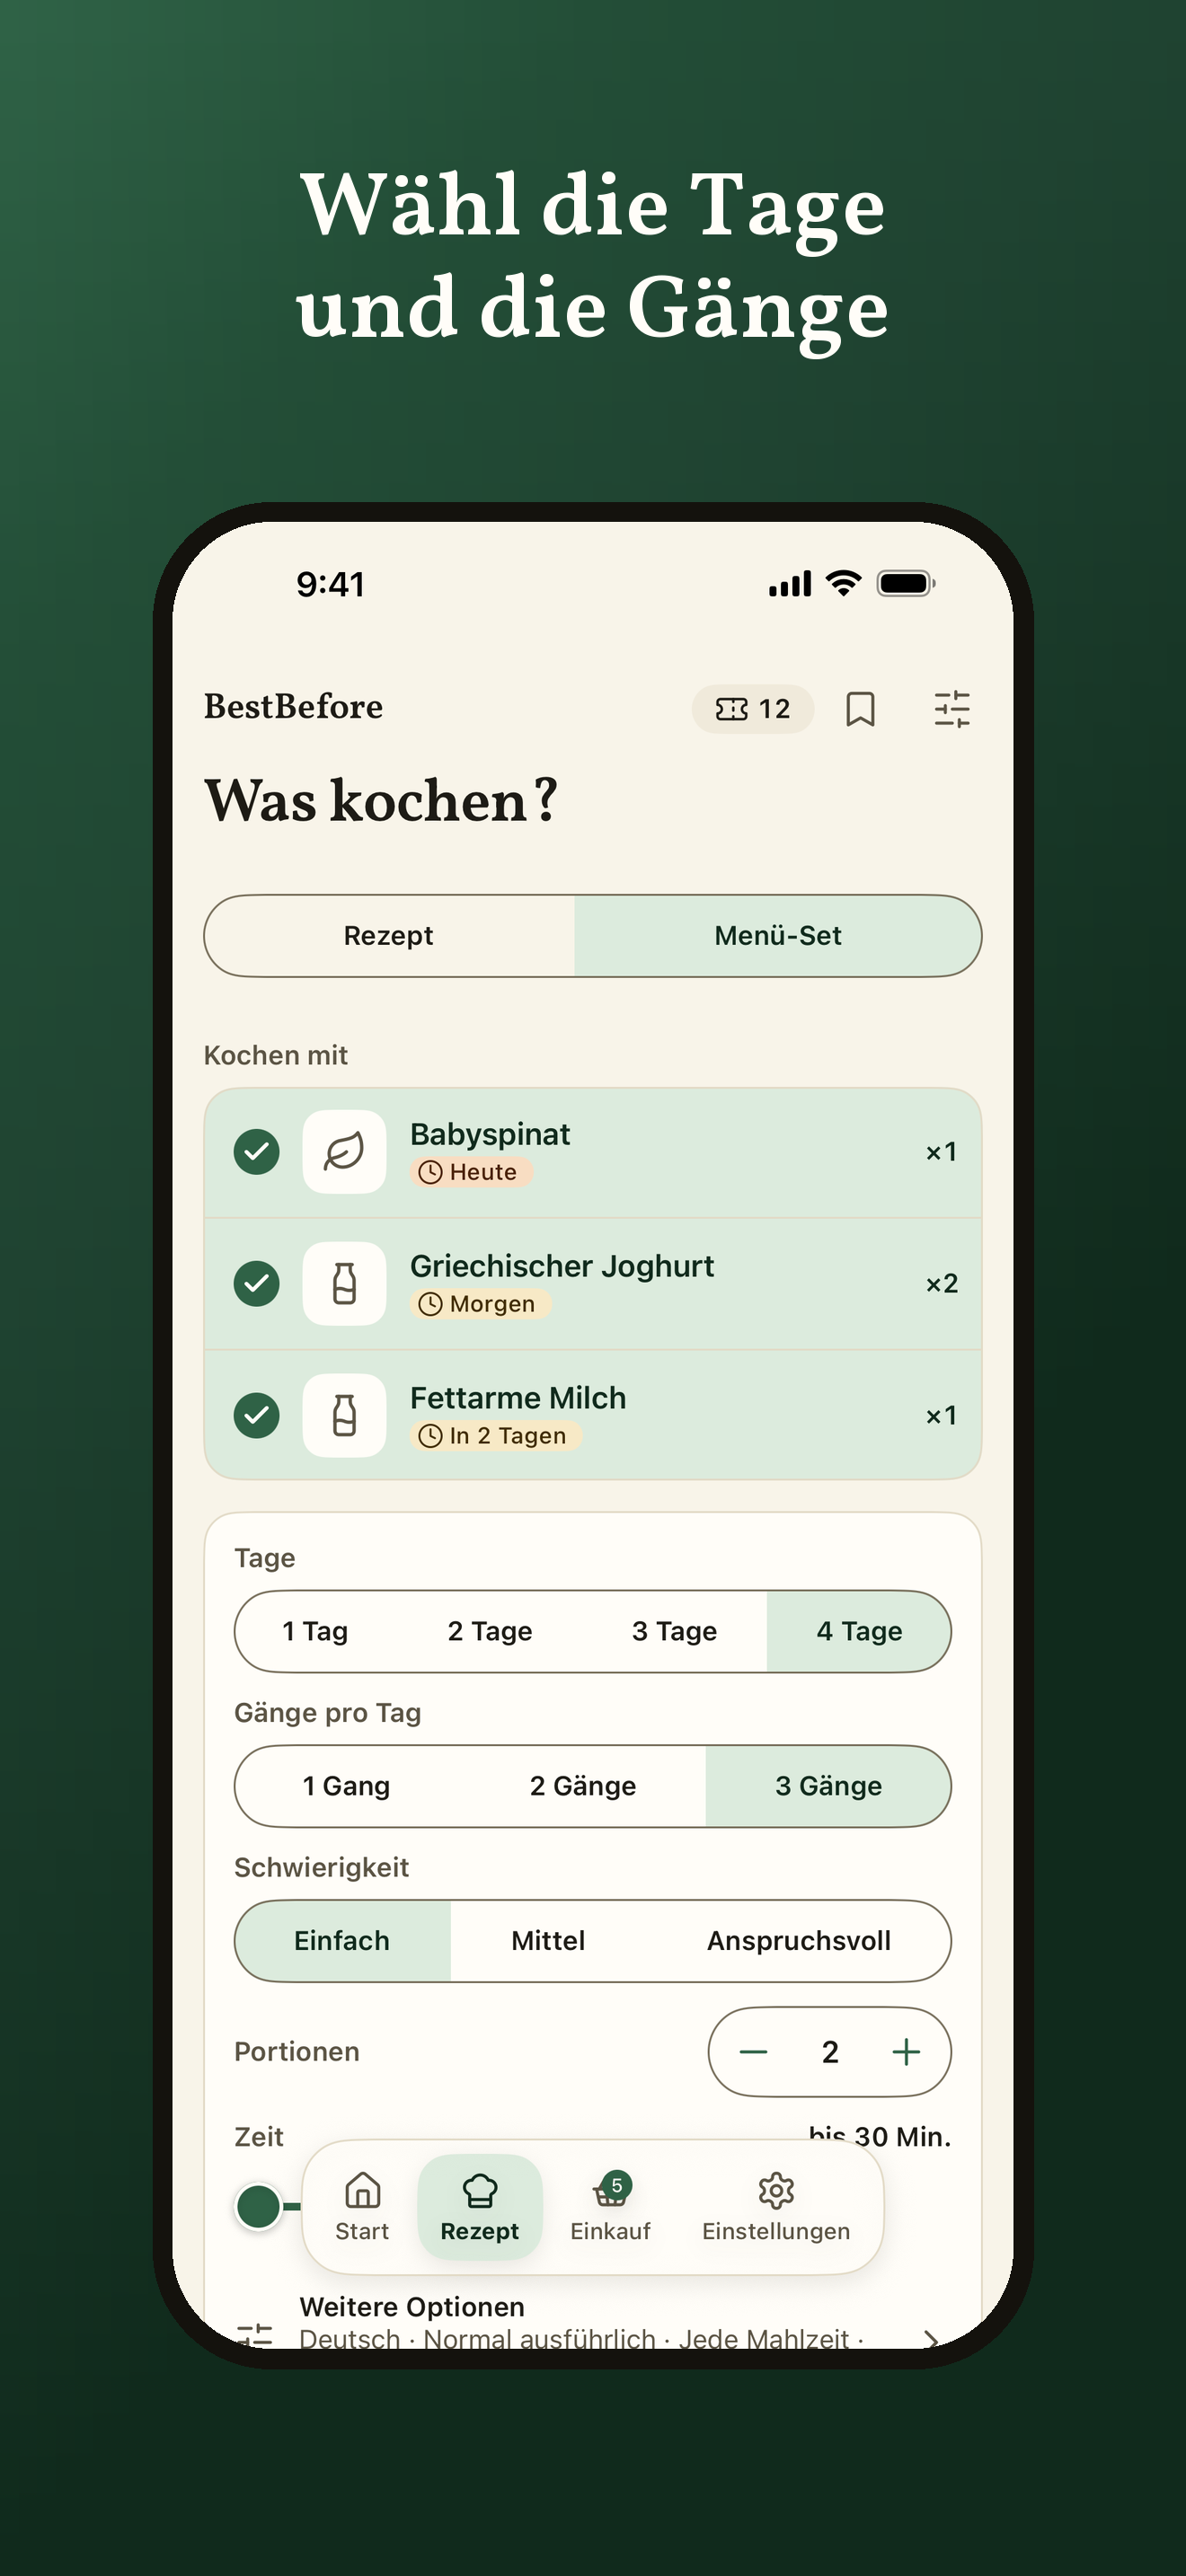 Wähl die Tage
und die Gänge
9:41
BestBefore
12
Was kochen?
Rezept
Menü-Set
Kochen mit
Babyspinat
Heute
×1
Griechischer Joghurt
Morgen
×2
Fettarme Milch
In 2 Tagen
×1
Tage
1 Tag
2 Tage
3 Tage
4 Tage
Gänge pro Tag
1 Gang
2 Gänge
3 Gänge
Schwierigkeit
Einfach
Mittel
Anspruchsvoll
Portionen
2
Zeit
bis 30 Min.
Start
Rezept
5
Einkauf
Einstellungen
Weitere Optionen
Deutsch · Normal ausführlich · Jede Mahlzeit ·